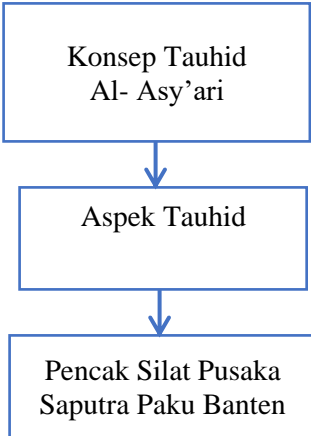 Konsep Tauhid
Al- Asy’ari
Aspek Tauhid
Pencak Silat Pusaka
Saputra Paku Banten